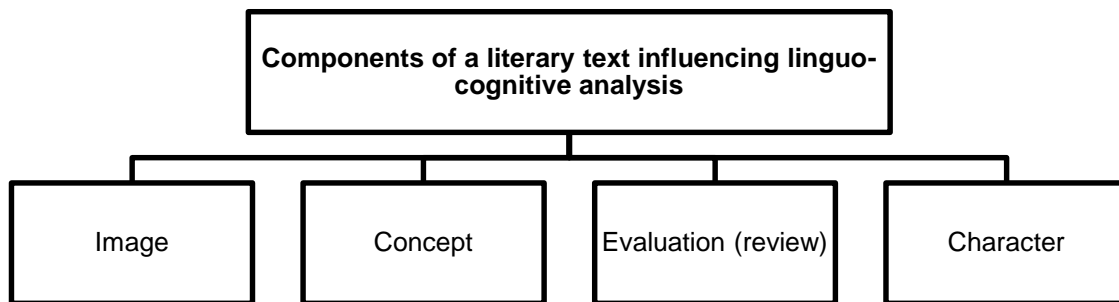 Components of a literary text influencing linguo-
cognitive analysis
Image
Concept
Evaluation (review)
Character